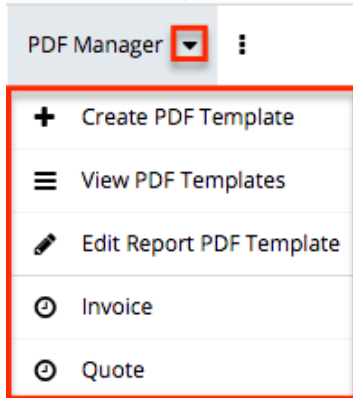 PDF Manager
Create PDF Template
View PDF Templates
Edit Report PDF Template
Invoice
Quote